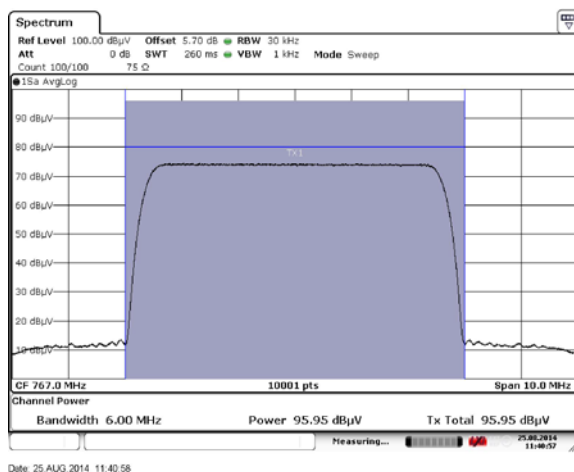 Spectrum
Ref Level 100.00 dBµV Offset 5.70 dB RBW 30 kHz
Att 0 dB SWT 260 ms VBW 1 kHz Mode Sweep
Count 100/100 75 Ω
1Sa AvgLog
90 dBµV
80 dBµV
TX1
70 dBµV
60 dBµV
50 dBµV
40 dBµV
30 dBµV
20 dBµV
10 dBµV
CF 767.0 MHz 10001 pts Span 10.0 MHz
Channel Power
Bandwidth 6.00 MHz Power 95.95 dBµV Tx Total 95.95 dBµV
Measuring... 25.08.2014
11:40:57
Date: 25.AUG.2014 11:40:58